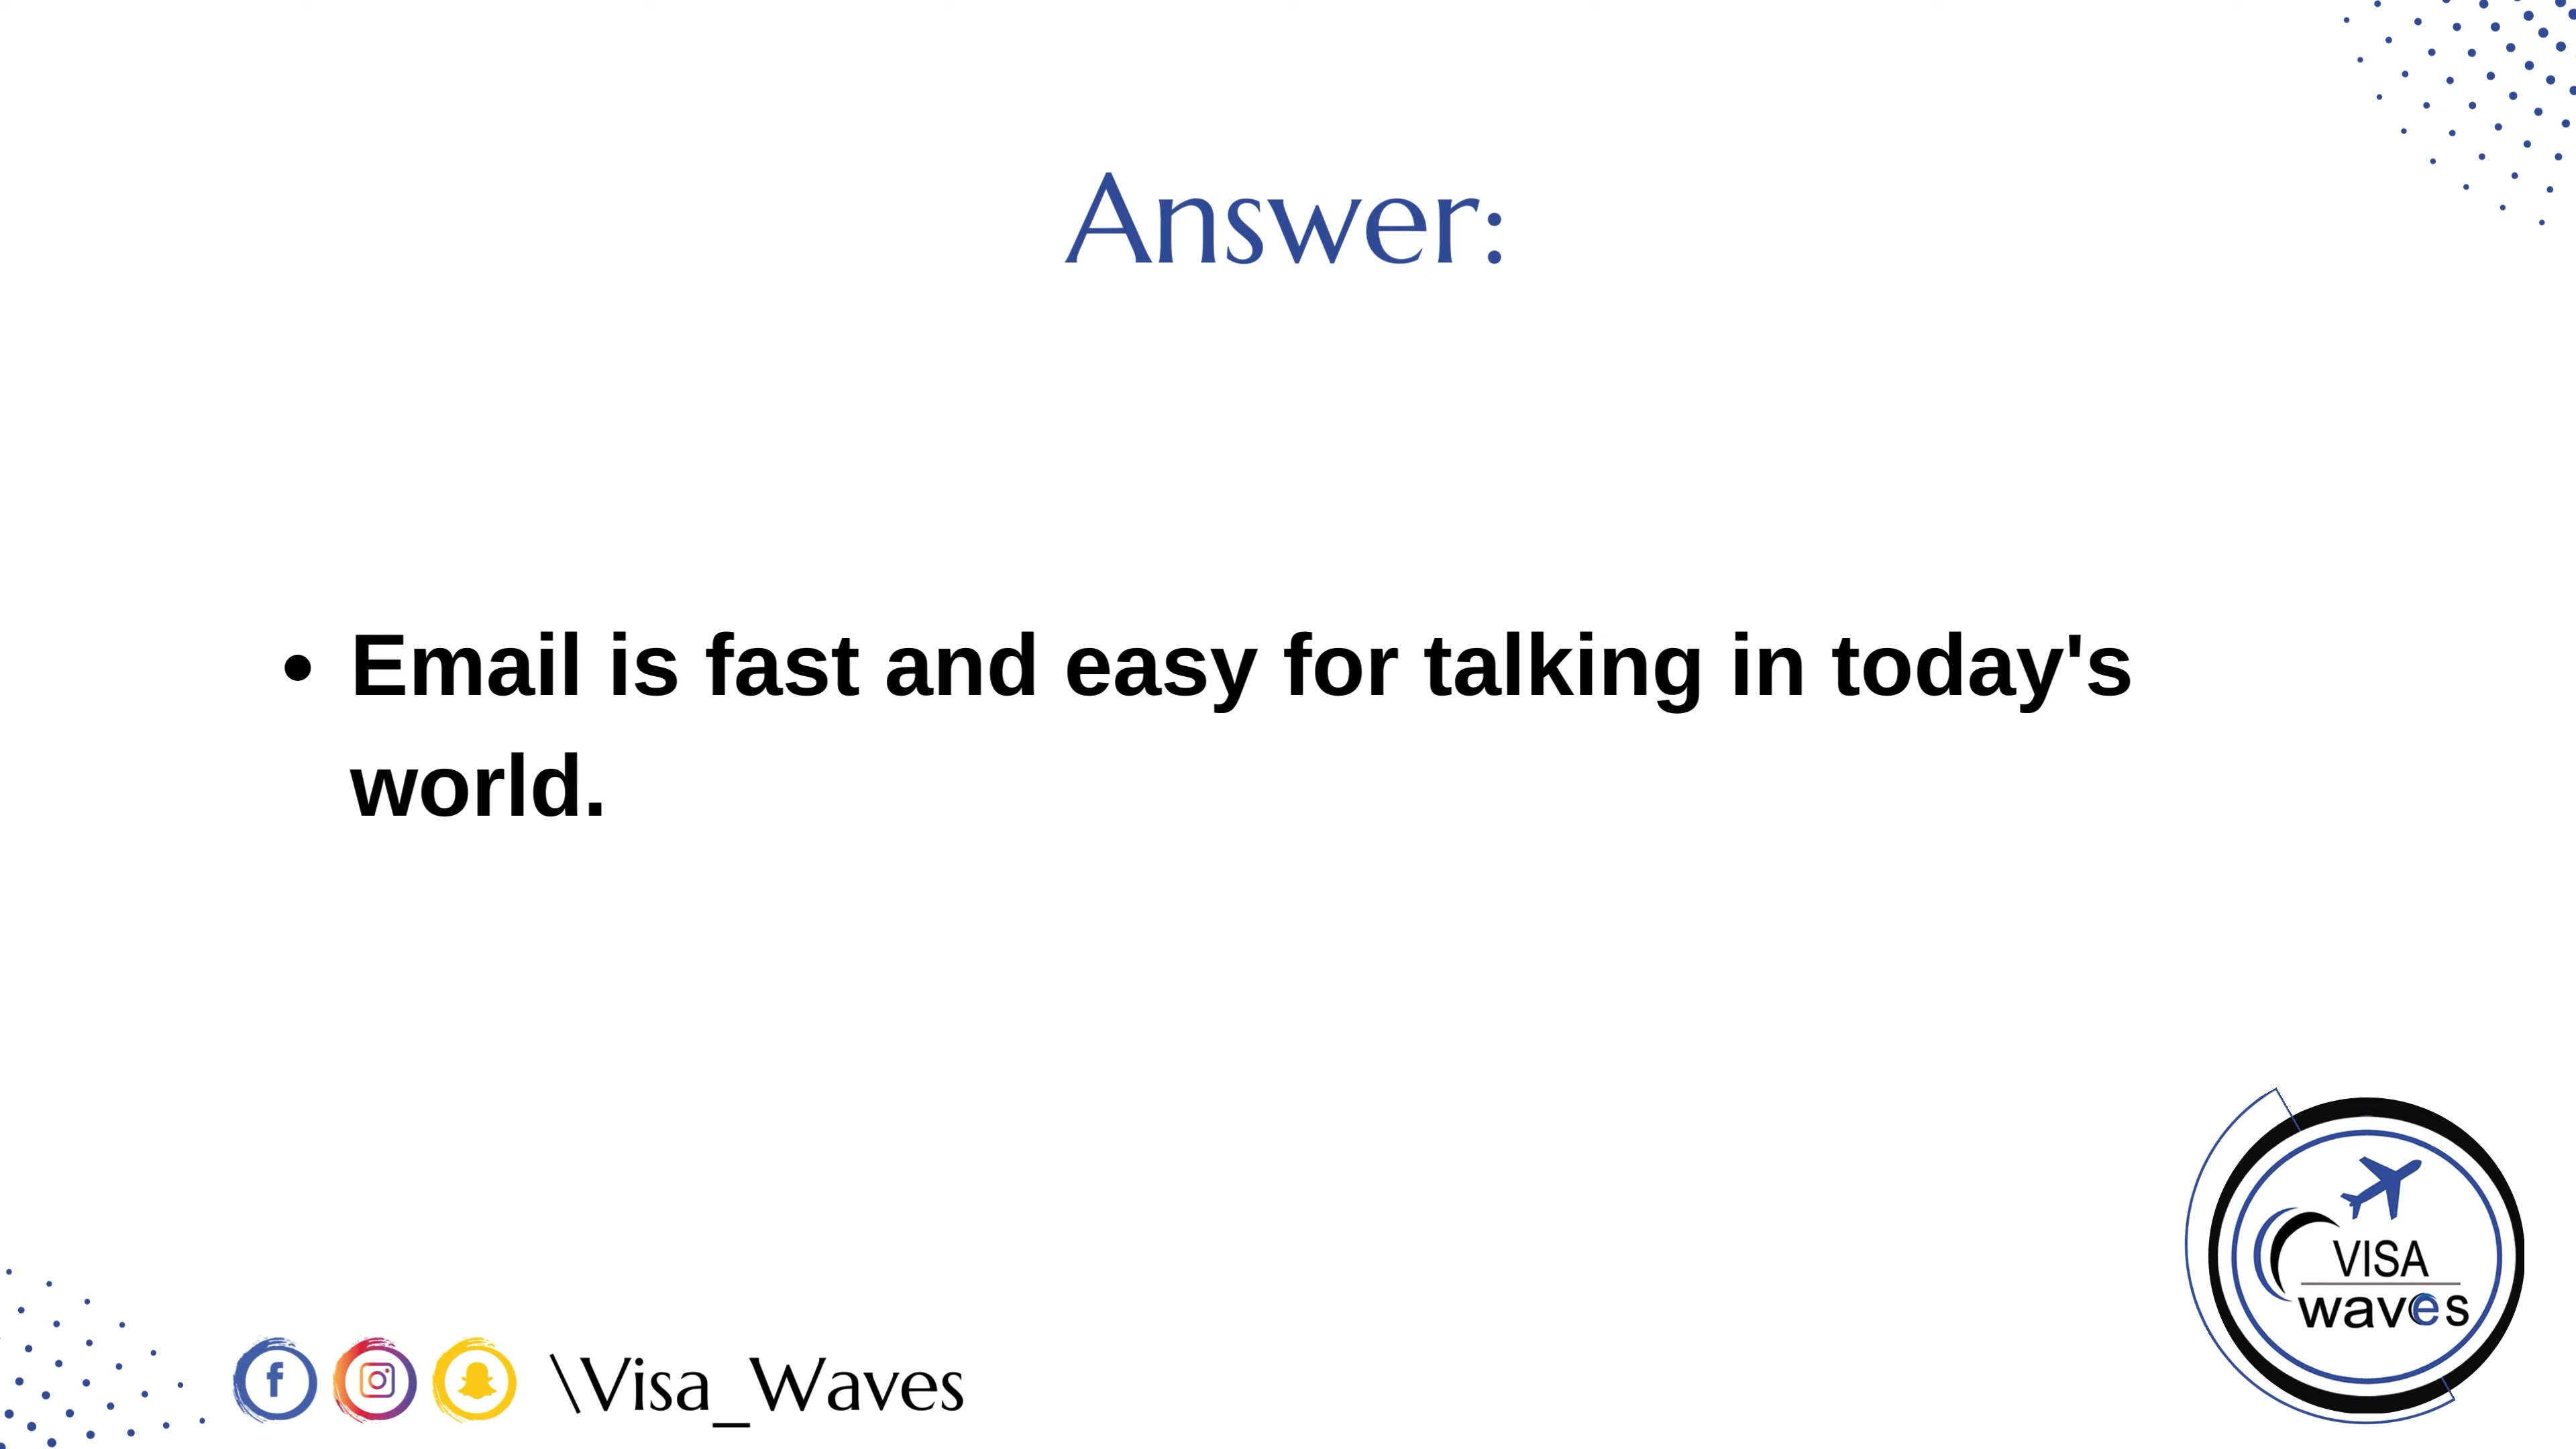 Answer:
• Email is fast and easy for talking in today's
world.
VISA
waves
\Visa_Waves